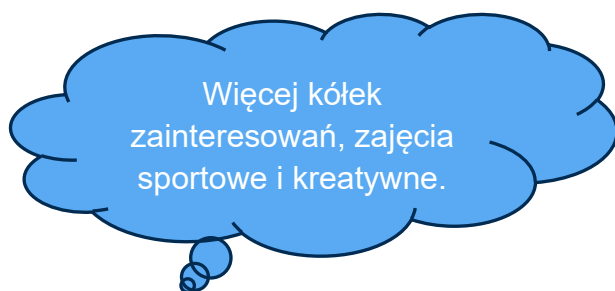 Więcej kółek
zainteresowań, zajęcia
sportowe i kreatywne.